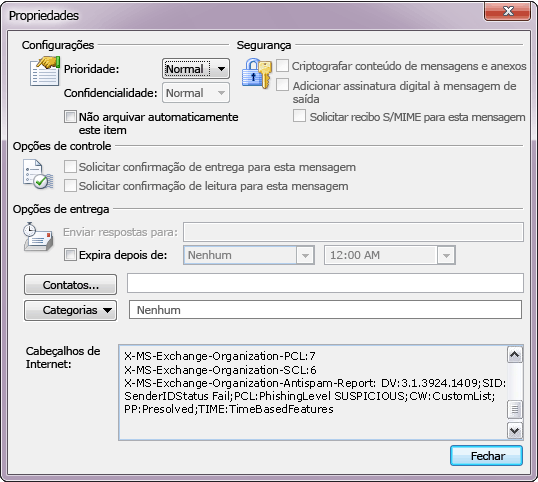 Propriedades
Configurações
Segurança
Prioridade:
Normal
Criptografar conteúdo de mensagens e anexos
Confidencialidade:
Normal
Adicionar assinatura digital à mensagem de
saída
Não arquivar automaticamente
este item
Solicitar recibo S/MIME para esta mensagem
Opções de controle
Solicitar confirmação de entrega para esta mensagem
Solicitar confirmação de leitura para esta mensagem
Opções de entrega
Enviar respostas para:
Expira depois de:
Nenhum
12:00 AM
Contatos...
Categorias
Nenhum
Cabeçalhos de
Internet:
X-MS-Exchange-Organization-PCL:7
X-MS-Exchange-Organization-SCL:6
X-MS-Exchange-Organization-Antispam-Report: DV:3.1.3924.1409;SID:
SenderIDStatus Fail;PCL:PhishingLevel SUSPICIOUS;CW:CustomList;
PP:Presolved;TIME:TimeBasedFeatures
Fechar